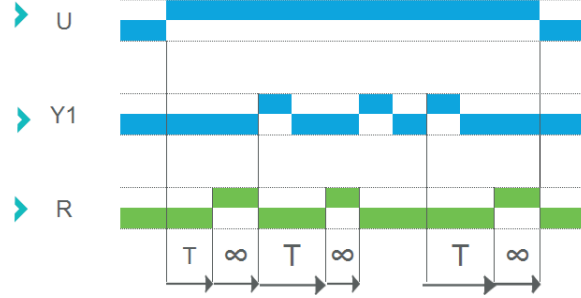 U
Y1
R
T ∞ T ∞ T ∞